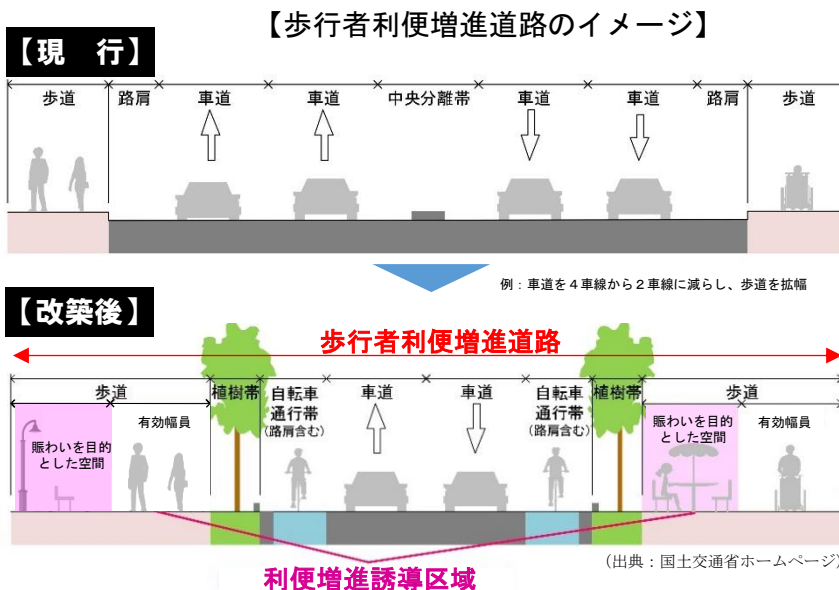 【歩行者利便増進道路のイメージ】
【現　行】
歩道 路肩 車道 車道 中央分離帯 車道 車道 路肩 歩道
例：車道を４車線から２車線に減らし、歩道を拡幅
【改築後】
歩行者利便増進道路
歩道 植樹帯 自転車 車道 車道 自転車 植樹帯 歩道
通行帯 通行帯
(路肩含む) (路肩含む)
賑わいを目的 有効幅員 賑わいを目的 有効幅員
とした空間 とした空間
(出典：国土交通省ホームページ)
利便増進誘導区域